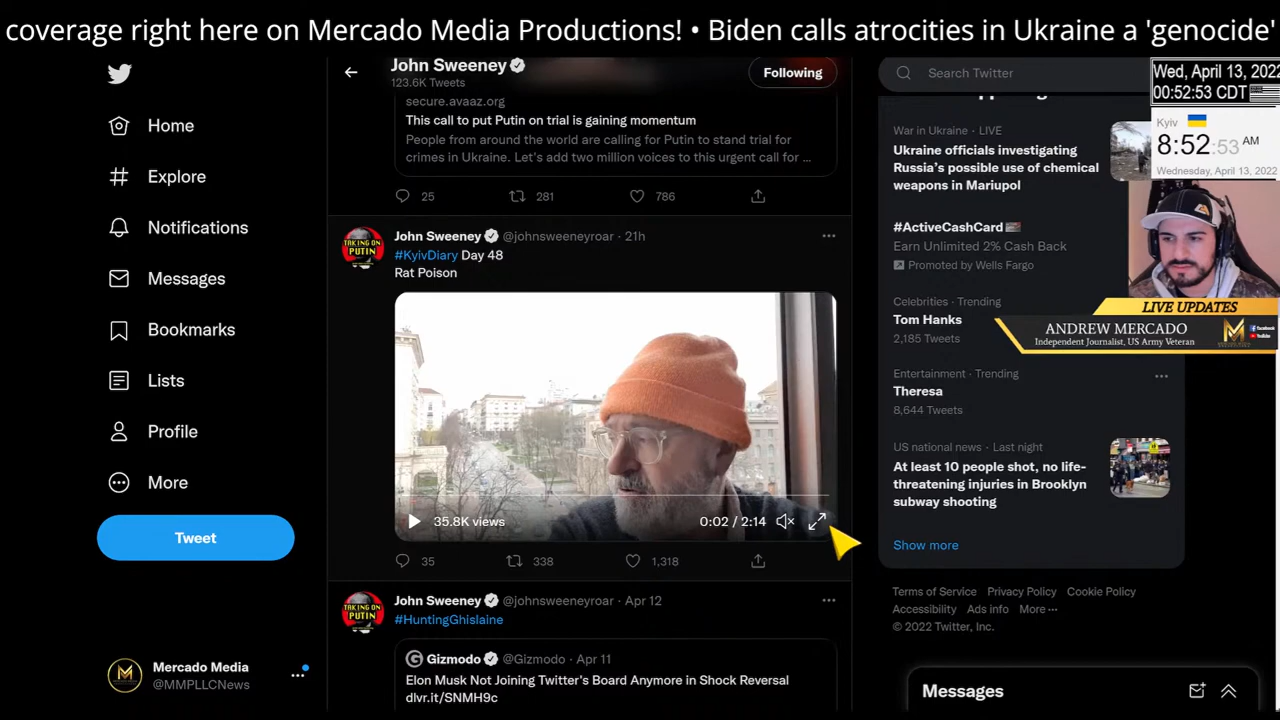 coverage right here on Mercado Media Productions! • Biden calls atrocities in Ukraine a 'genocide'
John Sweeney
123.6K Tweets
Following
Search Twitter
Wed, April 13, 2022
00:52:53 CDT
Kyiv
8:52:53 AM
Wednesday, April 13, 2022
Home
Explore
Notifications
Messages
Bookmarks
Lists
Profile
More
Tweet
Mercado Media
@MMPLLCNews
secure.avaaz.org
This call to put Putin on trial is gaining momentum
People from around the world are calling for Putin to stand trial for
crimes in Ukraine. Let's add two million voices to this urgent call for ...
25
281
786
TAKING ON
PUTIN
John Sweeney @johnsweeneyroar · 21h
#KyivDiary Day 48
Rat Poison
35.8K views
0:02 / 2:14
35
338
1,318
TAKING ON
PUTIN
John Sweeney @johnsweeneyroar · Apr 12
#HuntingGhislaine
G Gizmodo @Gizmodo · Apr 11
Elon Musk Not Joining Twitter's Board Anymore in Shock Reversal
dlvr.it/SNMH9c
War in Ukraine · LIVE
Ukraine officials investigating
Russia's possible use of chemical
weapons in Mariupol
#ActiveCashCard
Earn Unlimited 2% Cash Back
Promoted by Wells Fargo
Celebrities · Trending
Tom Hanks
2,185 Tweets
LIVE UPDATES
ANDREW MERCADO
Independent Journalist, US Army Veteran
facebook
YouTube
Entertainment · Trending
Theresa
8,644 Tweets
US national news · Last night
At least 10 people shot, no life-
threatening injuries in Brooklyn
subway shooting
Show more
Terms of Service Privacy Policy Cookie Policy
Accessibility Ads info More ···
© 2022 Twitter, Inc.
Messages